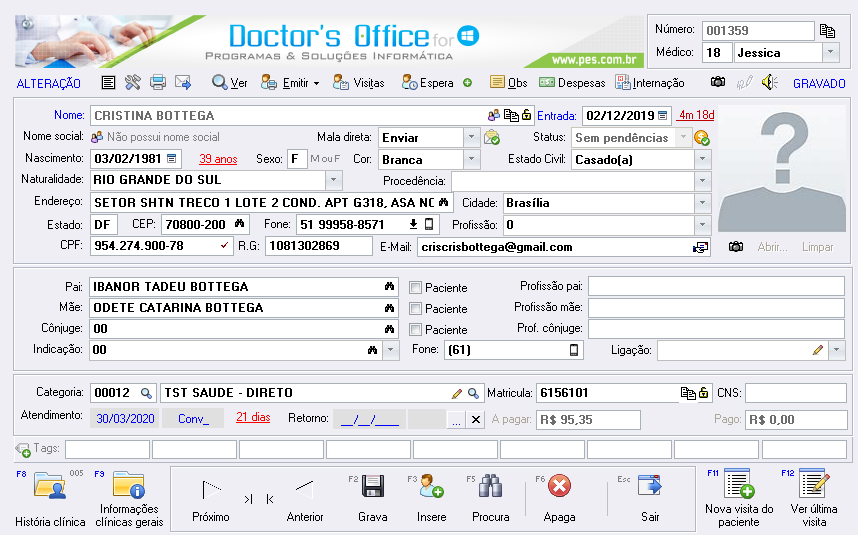 Doctor's Office for
PROGRAMAS & SOLUÇÕES INFORMÁTICA
www.pes.com.br
Número: 001359
Médico: 18 Jessica
ALTERAÇÃO Ver Emitir Visitas Espera Obs Despesas Internação GRAVADO
Nome: CRISTINA BOTTEGA Entrada: 02/12/2019 4m 18d
Nome social: Não possui nome social Mala direta: Enviar Status: Sem pendências
Nascimento: 03/02/1981 39 anos Sexo: F M ou F Cor: Branca Estado Civil: Casado(a)
Naturalidade: RIO GRANDE DO SUL Procedência:
Endereço: SETOR SHTN TRECO 1 LOTE 2 COND. APT G318, ASA NO Cidade: Brasília
Estado: DF CEP: 70800-200 Fone: 51 99958-8571 Profissão: 0
CPF: 954.274.900-78 R.G: 1081302869 E-Mail: criscrisbottega@gmail.com
Abrir... Limpar
Pai: IBANOR TADEU BOTTEGA Paciente Profissão pai:
Mãe: ODETE CATARINA BOTTEGA Paciente Profissão mãe:
Cônjuge: 00 Paciente Prof. cônjuge:
Indicação: 00 Fone: (61) Ligação:
Categoria: 00012 TST SAUDE - DIRETO Matricula: 6156101 CNS:
Atendimento: 30/03/2020 Conv_ 21 dias Retorno: __/__/____ ... A pagar: R$ 95,35 Pago: R$ 0,00
Tags:
F8 005 História clínica
F9 Informações clínicas gerais
Próximo
Anterior
F2 Grava
F3 Insere
F5 Procura
F6 Apaga
Esc Sair
F11 Nova visita do paciente
F12 Ver última visita